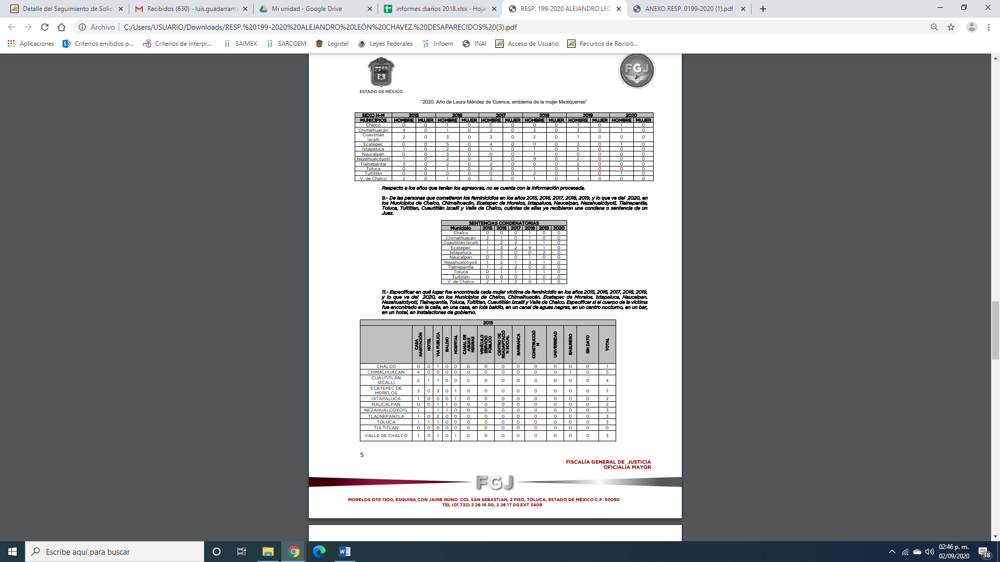 Detalle del Seguimiento de Solici
Recibidos (630) - luis.guadarrama
Mi unidad - Google Drive
informes diarios 2018.xlsx - Hoja
RESP. 199-2020 ALEJANDRO LEÓ
ANEXO RESP. 0199-2020 (1).pdf
Archivo | C:/Users/USUARIO/Downloads/RESP.%20199-2020%20ALEJANDRO%20LEÓN%20CHAVEZ.%20DESAPARECIDOS%20(3).pdf
Aplicaciones Criterios emitidos p... Criterios de Interpr... SAIMEX SARCOEM Legistel Leyes Federales Infoem INAI Acceso de Usuario Recursos de Revisió...
ESTADO DE MÉXICO
FGJ
“2020. Año de Laura Méndez de Cuenca; emblema de la mujer Mexiquense”
SEXO H-M 2015 2016 2017 2018 2019 2020
MUNICIPIOS HOMBRE MUJER HOMBRE MUJER HOMBRE MUJER HOMBRE MUJER HOMBRE MUJER HOMBRE MUJER
Chalco 0 0 1 0 0 0 0 0 1 0 1 0
Chimalhuacán 4 0 1 0 2 0 3 0 3 0 1 0
Cuautitlán
Izcalli 2 0 3 0 2 0 2 0 1 0 0 0
Ecatepec 0 0 5 0 4 0 11 0 3 0 1 0
Ixtapaluca 1 0 2 0 1 0 1 0 5 0 0 0
Naucalpan 0 0 3 0 0 0 1 0 0 0 0 0
Nezahualcóyotl 1 0 2 0 3 0 9 0 2 0 0 0
Tlalnepantla 3 0 2 0 2 0 0 0 2 0 0 0
Toluca 0 0 1 0 3 0 1 0 5 0 0 0
Tultitlán 0 0 0 0 0 0 2 0 1 0 1 0
V. de Chalco 2 0 1 0 2 0 1 0 3 0 0 0
Respecto a los años que tenían los agresores, no se cuenta con la información procesada.
9.- De las personas que cometieron los feminicidios en los años 2015, 2016, 2017, 2018, 2019, y lo que va del 2020, en
los Municipios de Chalco, Chimalhuacán, Ecatepec de Morelos, Ixtapaluca, Naucalpan, Nezahualcóyotl, Tlalnepantla,
Toluca, Tultitlan, Cuautitlán Izcalli y Valle de Chalco, cuántas de ellas ya recibieron una condena o sentencia de un
Juez.
SENTENCIAS CONDENATORIAS
Municipio 2015 2016 2017 2018 2019 2020
Chalco 0 0 0 1 0 0
Chimalhuacán 2 1 0 1 0 0
Cuautitlán Izcalli 1 2 2 1 1 0
Ecatepec 1 3 2 9 1 0
Ixtapaluca 1 2 0 0 2 0
Naucalpan 0 3 0 1 0 0
Nezahualcóyotl 1 2 1 3 1 0
Tlalnepantla 1 2 2 0 0 0
Toluca 0 1 1 1 1 0
Tultitlán 0 0 0 1 0 0
V. de Chalco 2 1 2 0 1 0
11.- Especificar en qué lugar fue encontrada cada mujer víctima de feminicidio en los años 2015, 2016, 2017, 2018, 2019,
y lo que va del 2020, en los Municipios de Chalco, Chimalhuacán, Ecatepec de Morelos, Ixtapaluca, Naucalpan,
Nezahualcóyotl, Tlalnepantla, Toluca, Tultitlan, Cuautitlán Izcalli y Valle de Chalco. Especificar si el cuerpo de la víctima
fue encontrado en la calle, en una casa, en lote baldío, en un canal de aguas negras, en un centro nocturno, en un bar,
en un hotel, en instalaciones de gobierno.
2015
CASA HABITACIÓN HOTEL VIA PUBLICA BALDIO HOSPITAL CANAL DE AGUAS NEGRAS VEHÍCULO SERVICIO PÚBLICO CENTRO DE READAPTACIÓ N SOCIAL BARRANCA CONSTRUCCIÓ N UNIVERSIDAD BASURERO SIN DATO TOTAL
CHALCO 0 0 1 0 0 0 0 0 0 0 0 0 0 1
CHIMALHUACAN 4 0 0 0 0 0 0 0 0 0 0 1 0 5
CUAUTITLÁN
IZCALLI 2 1 1 0 0 0 0 0 0 0 0 0 0 4
ECATEPEC DE
MORELOS 3 0 3 0 1 0 0 0 0 0 0 0 0 7
IXTAPALUCA 1 0 0 0 1 0 0 0 0 0 0 0 0 2
NAUCALPAN 0 0 1 1 0 0 0 0 0 0 0 0 0 2
NEZAHUALCOYOTL 1 1 1 0 0 0 0 0 0 0 0 0 3
TLALNEPANTLA 1 0 2 0 0 0 0 0 0 0 0 0 0 3
TOLUCA 1 1 1 0 0 0 0 0 0 0 0 0 0 3
TULTITLAN 0 0 0 0 0 0 0 0 0 0 0 0 0 0
VALLE DE CHALCO 1 0 1 0 1 0 0 0 0 0 0 0 0 3
5
FISCALÍA GENERAL DE JUSTICIA
OFICIALÍA MAYOR
FGJ
MORELOS OTE 1300, ESQUINA CON JAIME NUNO. COL SAN SEBASTIAN, 2 PISO, TOLUCA, ESTADO DE MÉXICO C.P. 50090
TEL (01 722) 2 26 16 00, 2 26 17 00 EXT 3409
Escribe aquí para buscar
02:46 p. m.
02/09/2020
38